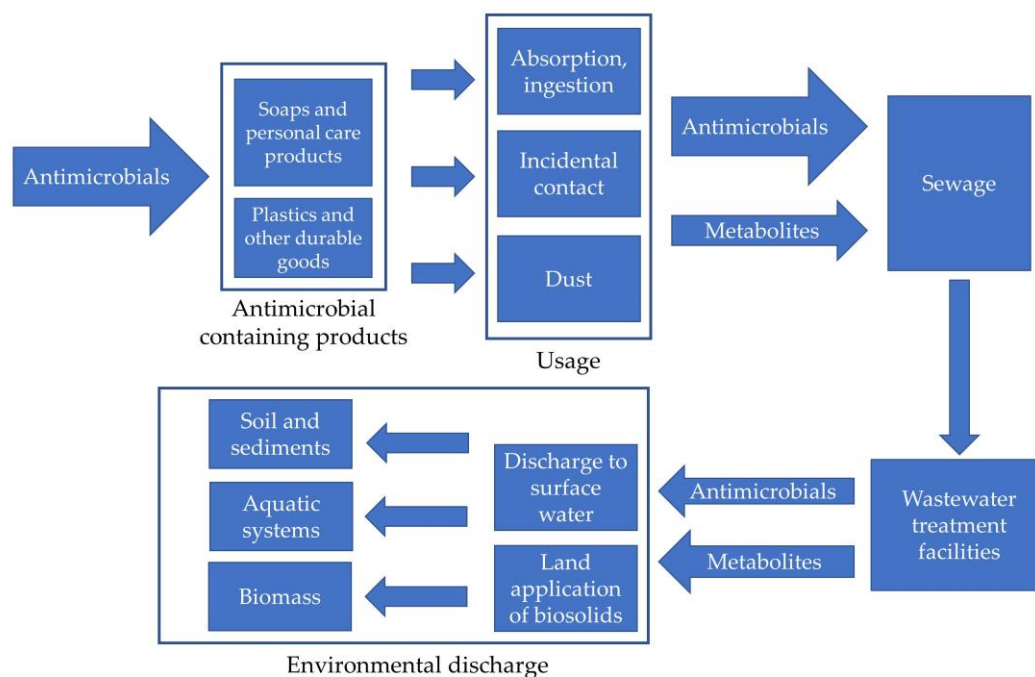 Antimicrobials
Soaps and
personal care
products
Plastics and
other durable
goods
Antimicrobial
containing products
Absorption,
ingestion
Incidental
contact
Dust
Usage
Antimicrobials
Metabolites
Sewage
Wastewater
treatment
facilities
Antimicrobials
Metabolites
Discharge to
surface
water
Land
application
of biosolids
Soil and
sediments
Aquatic
systems
Biomass
Environmental discharge